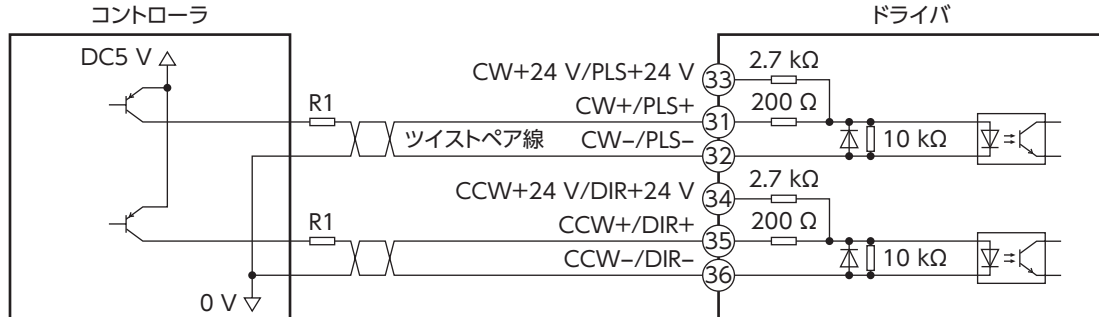 コントローラ
ドライバ
DC5 V
R1
ツイストペア線
CW+24 V/PLS+24 V
33
2.7 kΩ
CW+/PLS+
31
200 Ω
CW–/PLS–
32
10 kΩ
CCW+24 V/DIR+24 V
34
2.7 kΩ
R1
CCW+/DIR+
35
200 Ω
CCW–/DIR–
36
10 kΩ
0 V